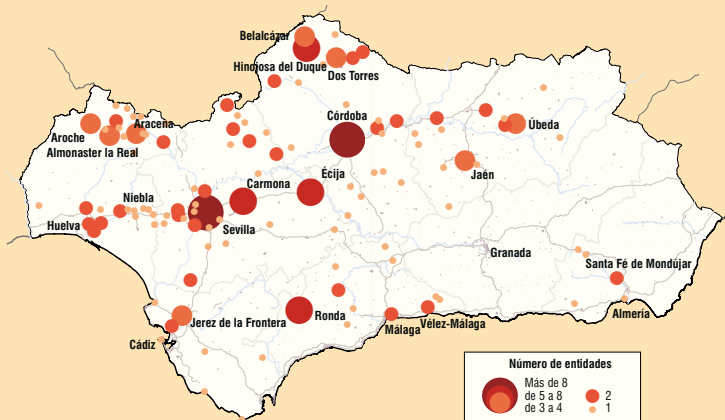 Belalcázar
Hinojosa del Duque
Dos Torres
Córdoba
Aracena
Aroche
Almonaster la Real
Úbeda
Écija
Jaén
Carmona
Niebla
Huelva
Sevilla
Granada
Santa Fé de Mondújar
Jerez de la Frontera
Ronda
Málaga
Vélez-Málaga
Almería
Cádiz
Número de entidades
Más de 8
de 5 a 8
de 3 a 4
2
1